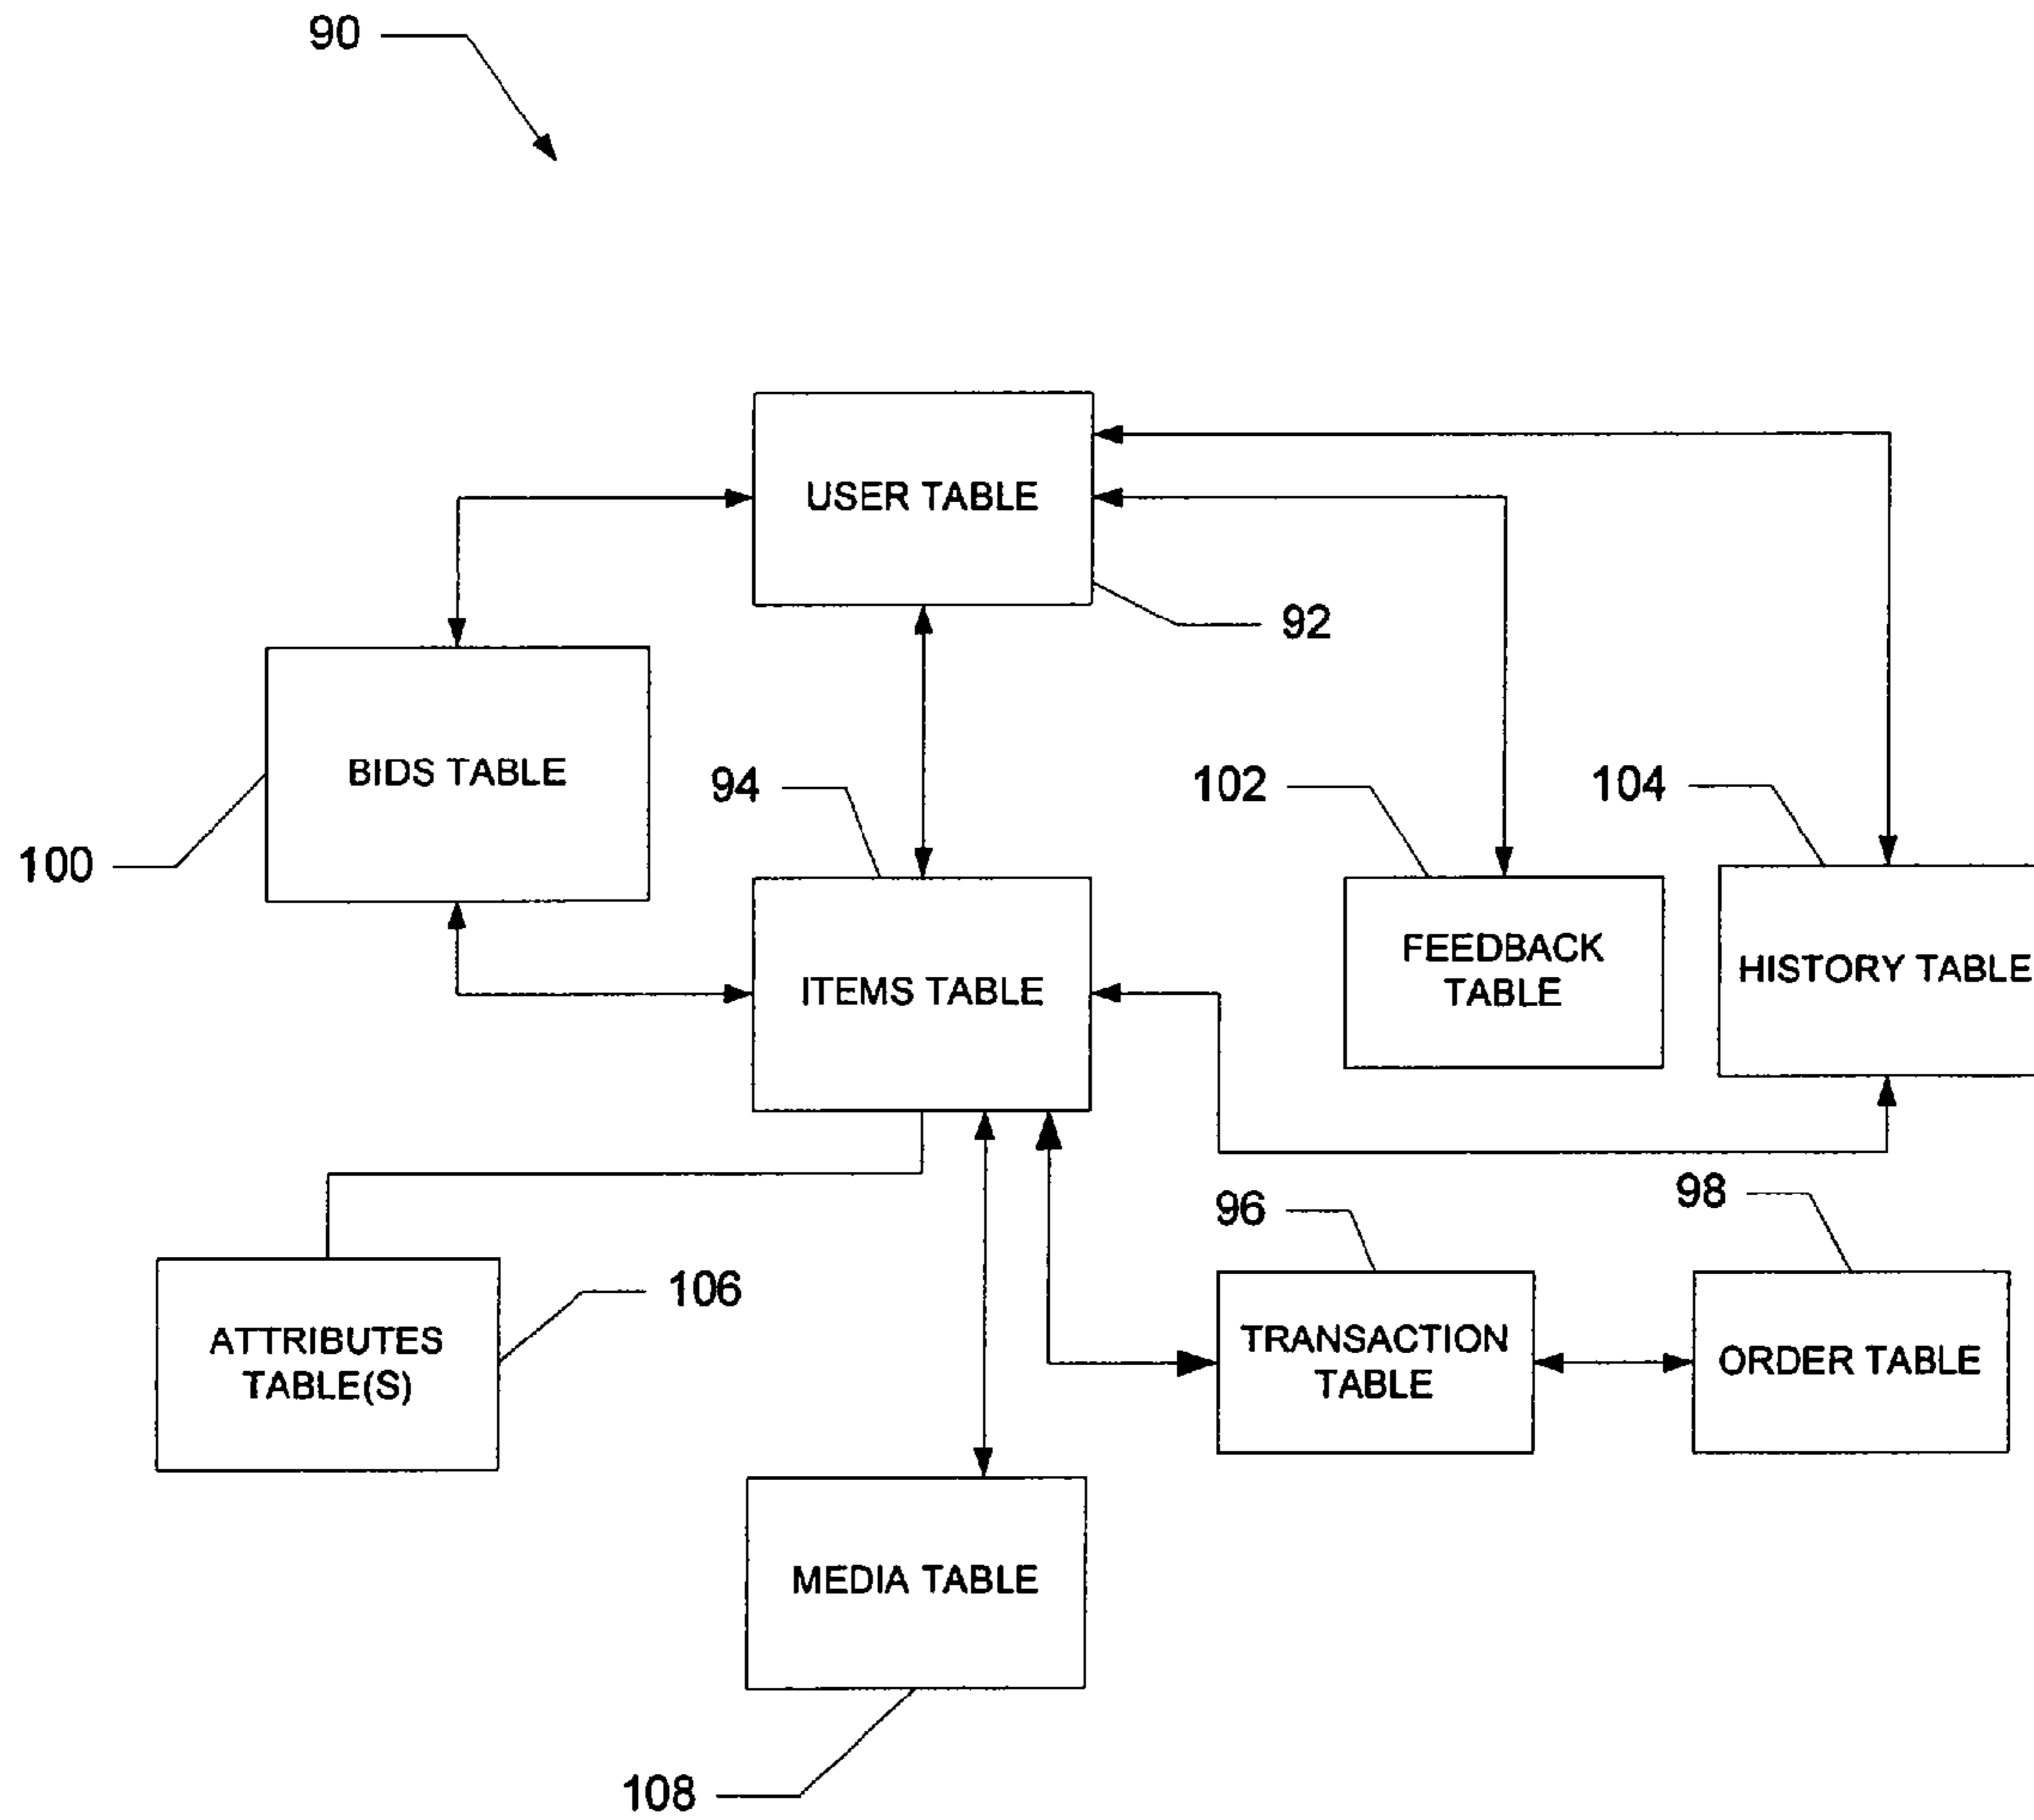 90
USER TABLE
92
BIDS TABLE
100
94
102
104
ITEMS TABLE
FEEDBACK
TABLE
HISTORY TABLE
96
98
106
ATTRIBUTES
TABLE(S)
TRANSACTION
TABLE
ORDER TABLE
MEDIA TABLE
108